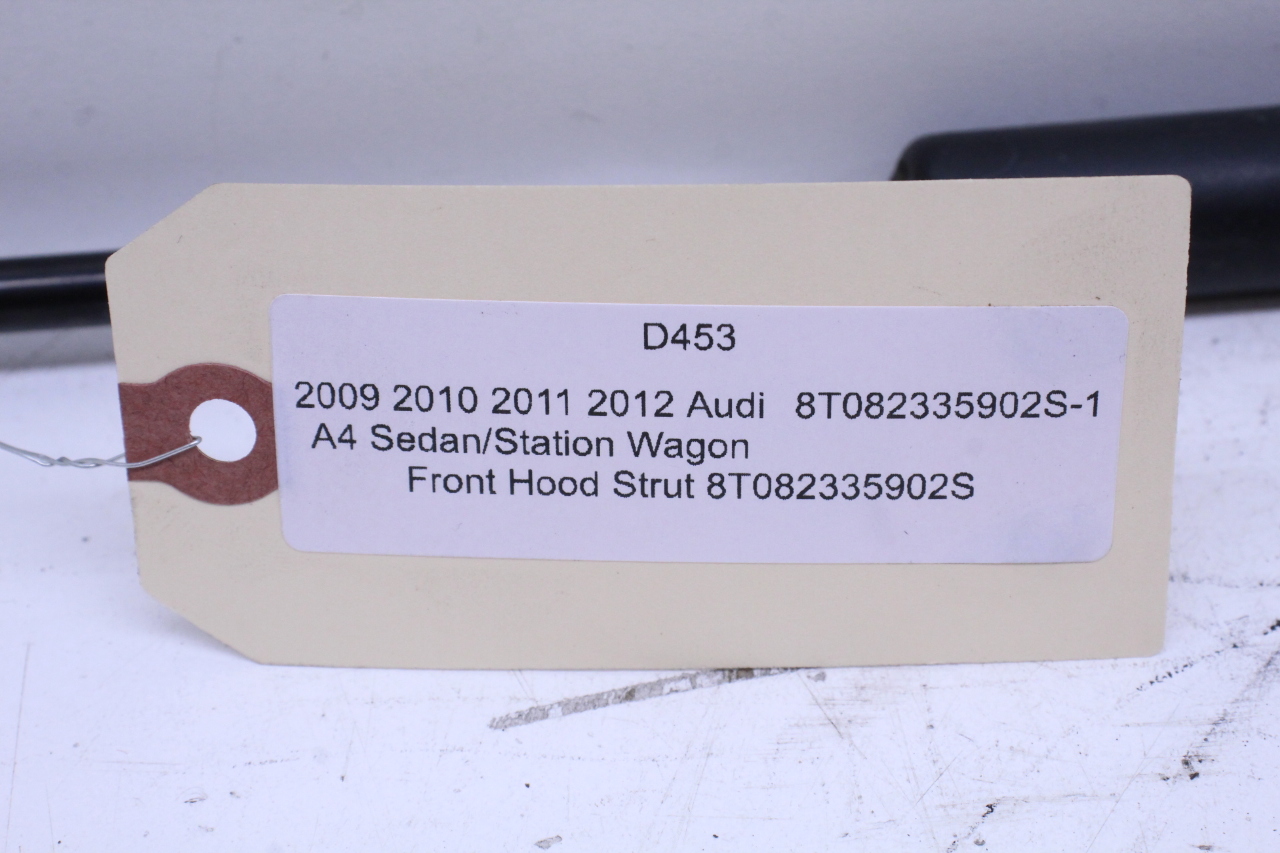 D453
2009 2010 2011 2012 Audi 8T082335902S-1
A4 Sedan/Station Wagon
Front Hood Strut 8T082335902S